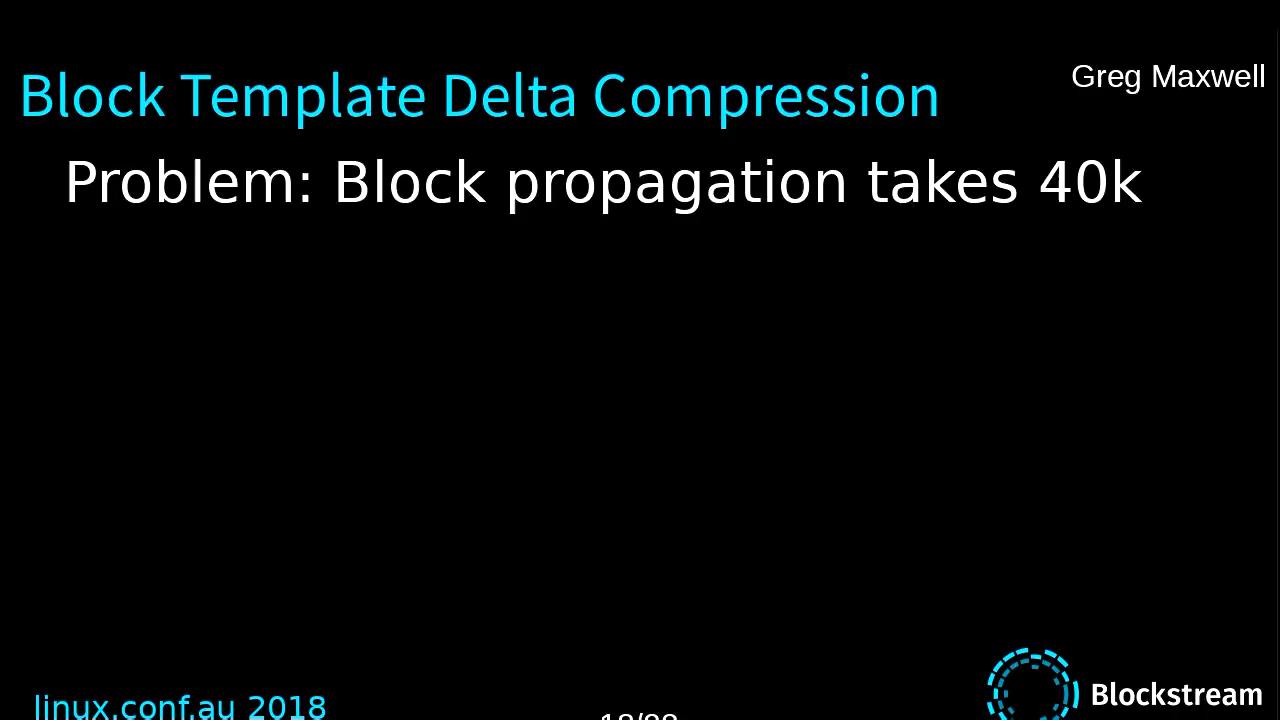 Greg Maxwell
Block Template Delta Compression
Problem: Block propagation takes 40k
linux.conf.au 2018
Blockstream